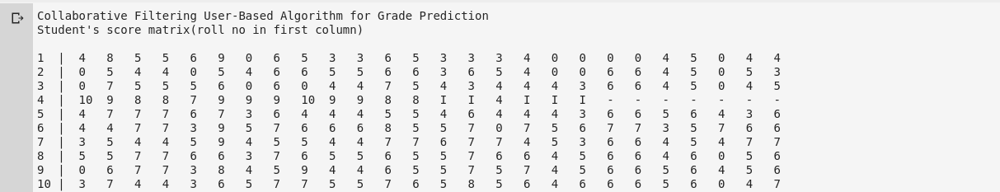 Collaborative Filtering User-Based Algorithm for Grade Prediction
Student's score matrix(roll no in first column)
1 | 4 8 5 5 6 9 0 6 5 3 3 6 5 3 3 3 4 0 0 0 0 4 5 0 4 4
2 | 0 5 4 4 0 5 4 6 6 5 5 6 6 3 6 5 4 0 0 6 6 4 5 0 5 3
3 | 0 7 5 5 5 6 0 6 0 4 4 7 5 4 3 4 4 4 3 6 6 4 5 0 4 5
4 | 10 9 8 8 7 9 9 9 10 9 9 8 8 I I 4 I I I - - - - - - -
5 | 4 7 7 7 6 7 3 6 4 4 4 5 5 4 6 4 4 4 3 6 6 5 6 4 3 6
6 | 4 4 7 7 3 9 5 7 6 6 6 8 5 5 7 0 7 5 6 7 7 3 5 7 6 6
7 | 3 5 4 4 5 9 4 5 5 4 4 7 7 6 7 7 4 5 3 6 6 4 5 4 7 7
8 | 5 5 7 7 6 6 3 7 6 5 5 6 5 5 7 6 6 4 5 6 6 4 6 0 5 6
9 | 0 6 7 7 3 8 4 5 9 4 4 6 5 5 7 5 7 4 5 6 6 5 6 4 5 6
10 | 3 7 4 4 3 6 5 7 7 5 5 7 6 5 8 5 6 4 6 6 6 5 6 0 4 7